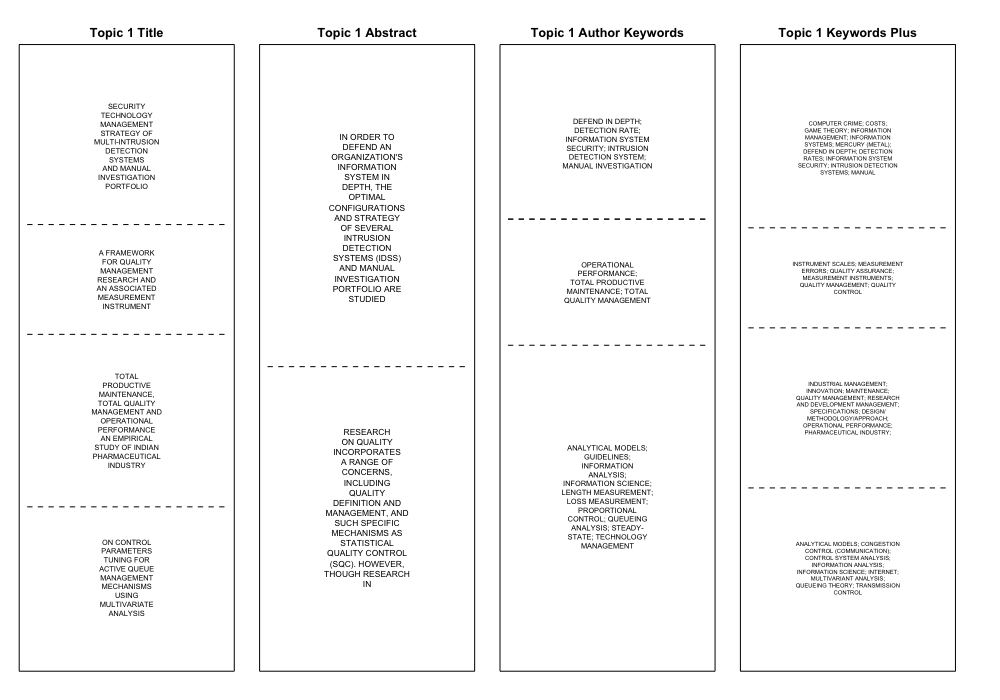 Topic 1 Title
SECURITY
TECHNOLOGY
MANAGEMENT
STRATEGY OF
MULTI-INTRUSION
DETECTION
SYSTEMS
AND MANUAL
INVESTIGATION
PORTFOLIO
A FRAMEWORK
FOR QUALITY
MANAGEMENT
RESEARCH AND
AN ASSOCIATED
MEASUREMENT
INSTRUMENT
TOTAL
PRODUCTIVE
MAINTENANCE,
TOTAL QUALITY
MANAGEMENT AND
OPERATIONAL
PERFORMANCE
AN EMPIRICAL
STUDY OF INDIAN
PHARMACEUTICAL
INDUSTRY
ON CONTROL
PARAMETERS
TUNING FOR
ACTIVE QUEUE
MANAGEMENT
MECHANISMS
USING
MULTIVARIATE
ANALYSIS
Topic 1 Abstract
IN ORDER TO
DEFEND AN
ORGANIZATION'S
INFORMATION
SYSTEM IN
DEPTH, THE
OPTIMAL
CONFIGURATIONS
AND STRATEGY
OF SEVERAL
INTRUSION
DETECTION
SYSTEMS (IDSS)
AND MANUAL
INVESTIGATION
PORTFOLIO ARE
STUDIED
RESEARCH
ON QUALITY
INCORPORATES
A RANGE OF
CONCERNS,
INCLUDING
QUALITY
DEFINITION AND
MANAGEMENT, AND
SUCH SPECIFIC
MECHANISMS AS
STATISTICAL
QUALITY CONTROL
(SQC). HOWEVER,
THOUGH RESEARCH
IN
Topic 1 Author Keywords
DEFEND IN DEPTH;
DETECTION RATE;
INFORMATION SYSTEM
SECURITY; INTRUSION
DETECTION SYSTEM;
MANUAL INVESTIGATION
OPERATIONAL
PERFORMANCE;
TOTAL PRODUCTIVE
MAINTENANCE; TOTAL
QUALITY MANAGEMENT
ANALYTICAL MODELS;
GUIDELINES;
INFORMATION
ANALYSIS;
INFORMATION SCIENCE;
LENGTH MEASUREMENT;
LOSS MEASUREMENT;
PROPORTIONAL
CONTROL; QUEUEING
ANALYSIS; STEADY-
STATE; TECHNOLOGY
MANAGEMENT
Topic 1 Keywords Plus
COMPUTER CRIME; COSTS;
GAME THEORY; INFORMATION
MANAGEMENT; INFORMATION
SYSTEMS; MERCURY (METAL);
DEFEND IN DEPTH; DETECTION
RATES; INFORMATION SYSTEM
SECURITY; INTRUSION DETECTION
SYSTEMS; MANUAL
INSTRUMENT SCALES; MEASUREMENT
ERRORS; QUALITY ASSURANCE;
MEASUREMENT INSTRUMENTS;
QUALITY MANAGEMENT; QUALITY
CONTROL
INDUSTRIAL MANAGEMENT;
INNOVATION; MAINTENANCE;
QUALITY MANAGEMENT; RESEARCH
AND DEVELOPMENT MANAGEMENT;
SPECIFICATIONS; DESIGN/
METHODOLOGY/APPROACH;
OPERATIONAL PERFORMANCE;
PHARMACEUTICAL INDUSTRY;
ANALYTICAL MODELS; CONGESTION
CONTROL (COMMUNICATION);
CONTROL SYSTEM ANALYSIS;
INFORMATION ANALYSIS;
INFORMATION SCIENCE; INTERNET;
MULTIVARIANT ANALYSIS;
QUEUEING THEORY; TRANSMISSION
CONTROL